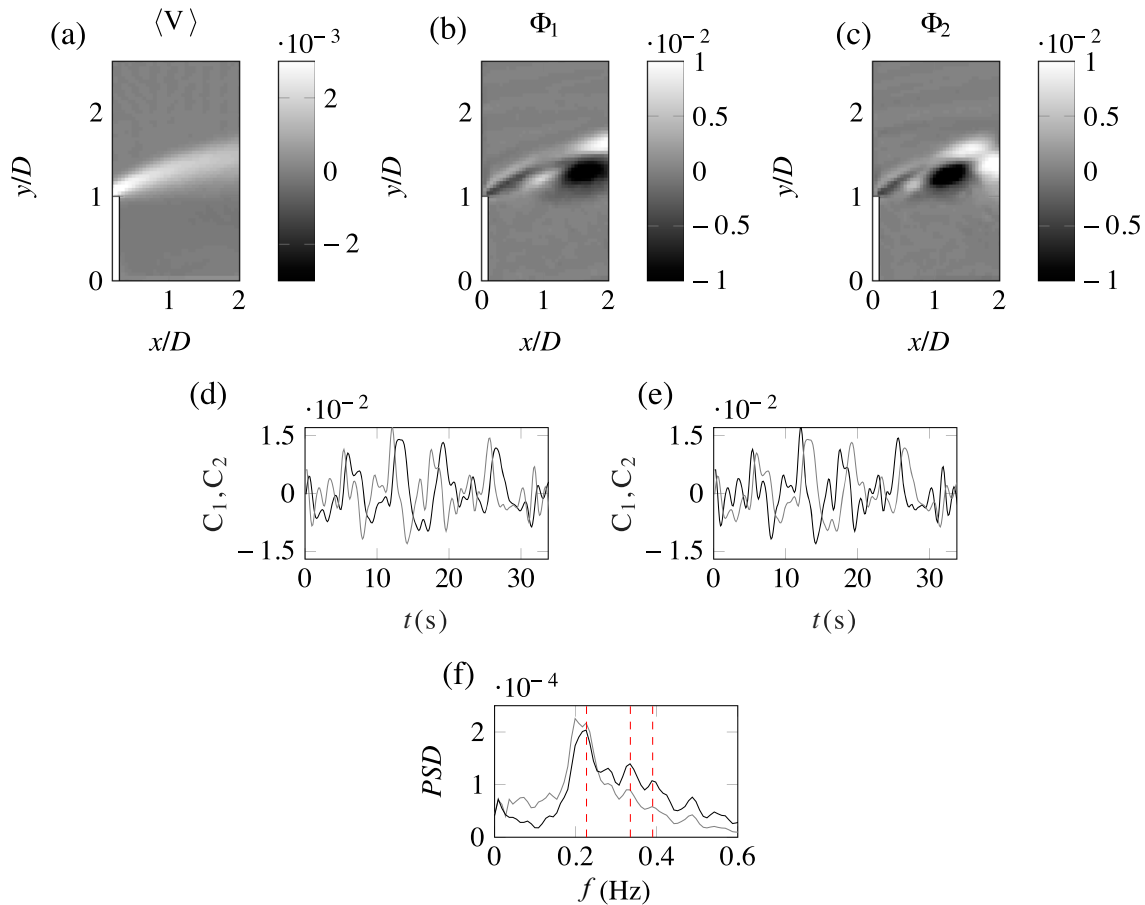 (a) ⟨V⟩ (b) Φ1 (c) Φ2
·10−3 ·10−2 ·10−2
2 0 −2
1 0.5 0 −0.5 −1
1 0.5 0 −0.5 −1
y/D 2 1 0
y/D 2 1 0
y/D 2 1 0
1 2
0 1 2
0 1 2
x/D x/D x/D
(d) (e)
·10−2 ·10−2
C1, C2 1.5 0 −1.5
C1, C2 1.5 0 −1.5
0 10 20 30
0 10 20 30
t (s) t (s)
(f)
·10−4
PSD 2 1 0
0 0.2 0.4 0.6
f (Hz)